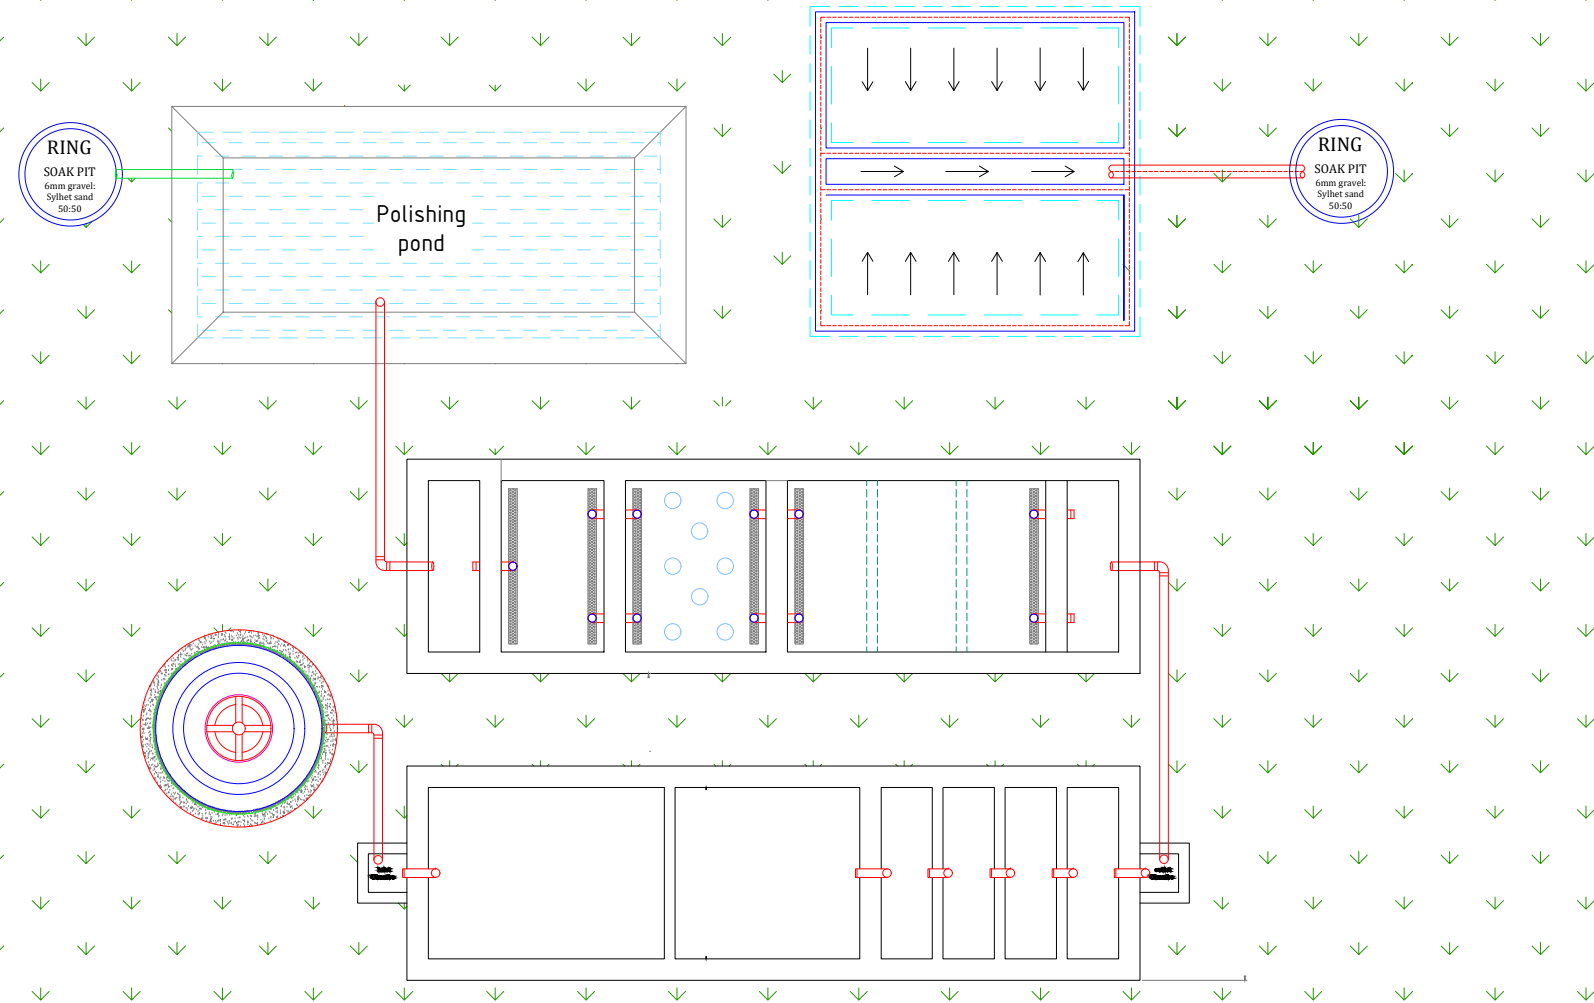 RING
SOAK PIT
6mm gravel:
Sylhet sand
50:50
Polishing
pond
RING
SOAK PIT
6mm gravel:
Sylhet sand
50:50